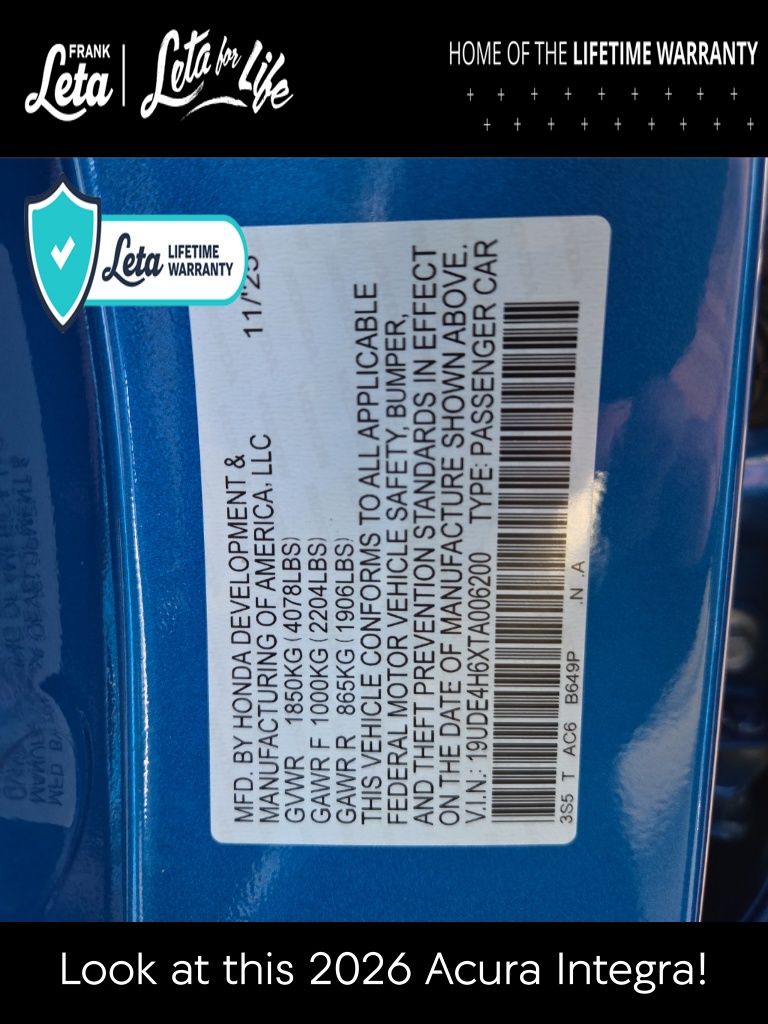 FRANK
Leta
Leta for Life
HOME OF THE LIFETIME WARRANTY
Leta LIFETIME
WARRANTY
MFD. BY HONDA DEVELOPMENT &
MANUFACTURING OF AMERICA, LLC
11/'25
GVWR 1850KG ( 4078LBS)
GAWR F 1000KG ( 2204LBS)
GAWR R 865KG ( 1906LBS)
THIS VEHICLE CONFORMS TO ALL APPLICABLE
FEDERAL MOTOR VEHICLE SAFETY, BUMPER,
AND THEFT PREVENTION STANDARDS IN EFFECT
ON THE DATE OF MANUFACTURE SHOWN ABOVE.
V.I.N.: 19UDE4H6XTA006200 TYPE: PASSENGER CAR
3S5 T AC6 B649P .N .A
Look at this 2026 Acura Integra!